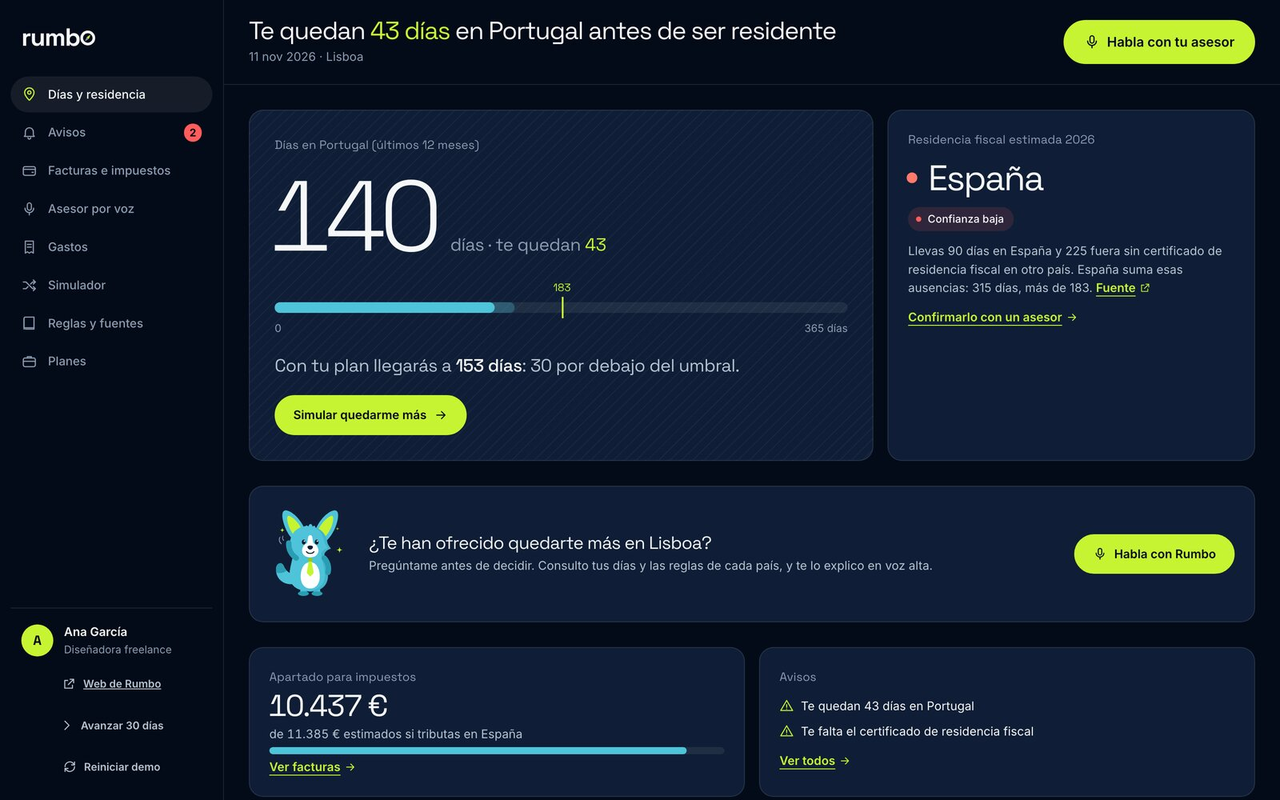 rumbo
Días y residencia
Avisos
2
Facturas e impuestos
Asesor por voz
Gastos
Simulador
Reglas y fuentes
Planes
A
Ana García
Diseñadora freelance
Web de Rumbo
Avanzar 30 días
Reiniciar demo
Te quedan 43 días en Portugal antes de ser residente
11 nov 2026 · Lisboa
Habla con tu asesor
Días en Portugal (últimos 12 meses)
140 días · te quedan 43
183
0
365 días
Con tu plan llegarás a 153 días: 30 por debajo del umbral.
Simular quedarme más →
Residencia fiscal estimada 2026
España
Confianza baja
Llevas 90 días en España y 225 fuera sin certificado de
residencia fiscal en otro país. España suma esas
ausencias: 315 días, más de 183. Fuente
Confirmarlo con un asesor →
¿Te han ofrecido quedarte más en Lisboa?
Pregúntame antes de decidir. Consulto tus días y las reglas de cada país, y te lo explico en voz alta.
Habla con Rumbo
Apartado para impuestos
10.437 €
de 11.385 € estimados si tributas en España
Ver facturas →
Avisos
Te quedan 43 días en Portugal
Te falta el certificado de residencia fiscal
Ver todos →